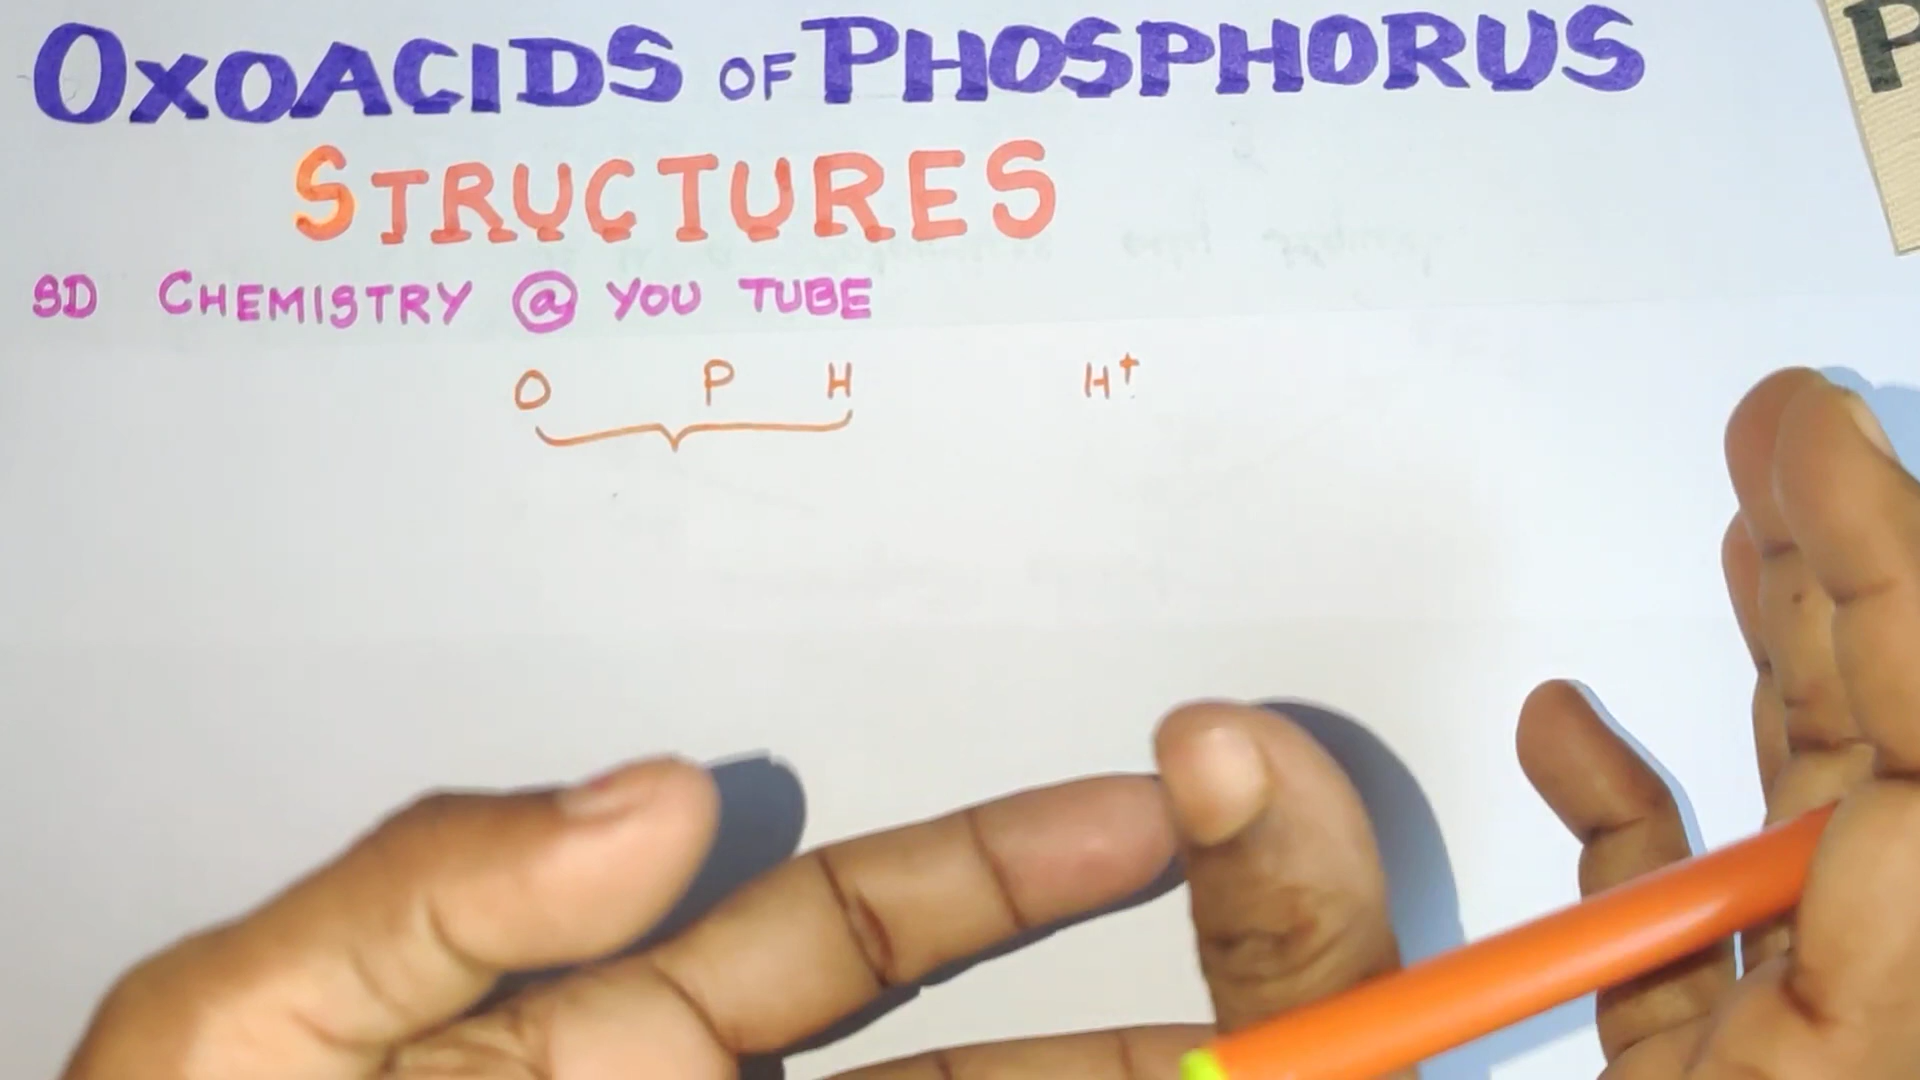 OXOACIDS OF PHOSPHORUS
STRUCTURES
SD CHEMISTRY @ YOU TUBE
O P H H⁺
P